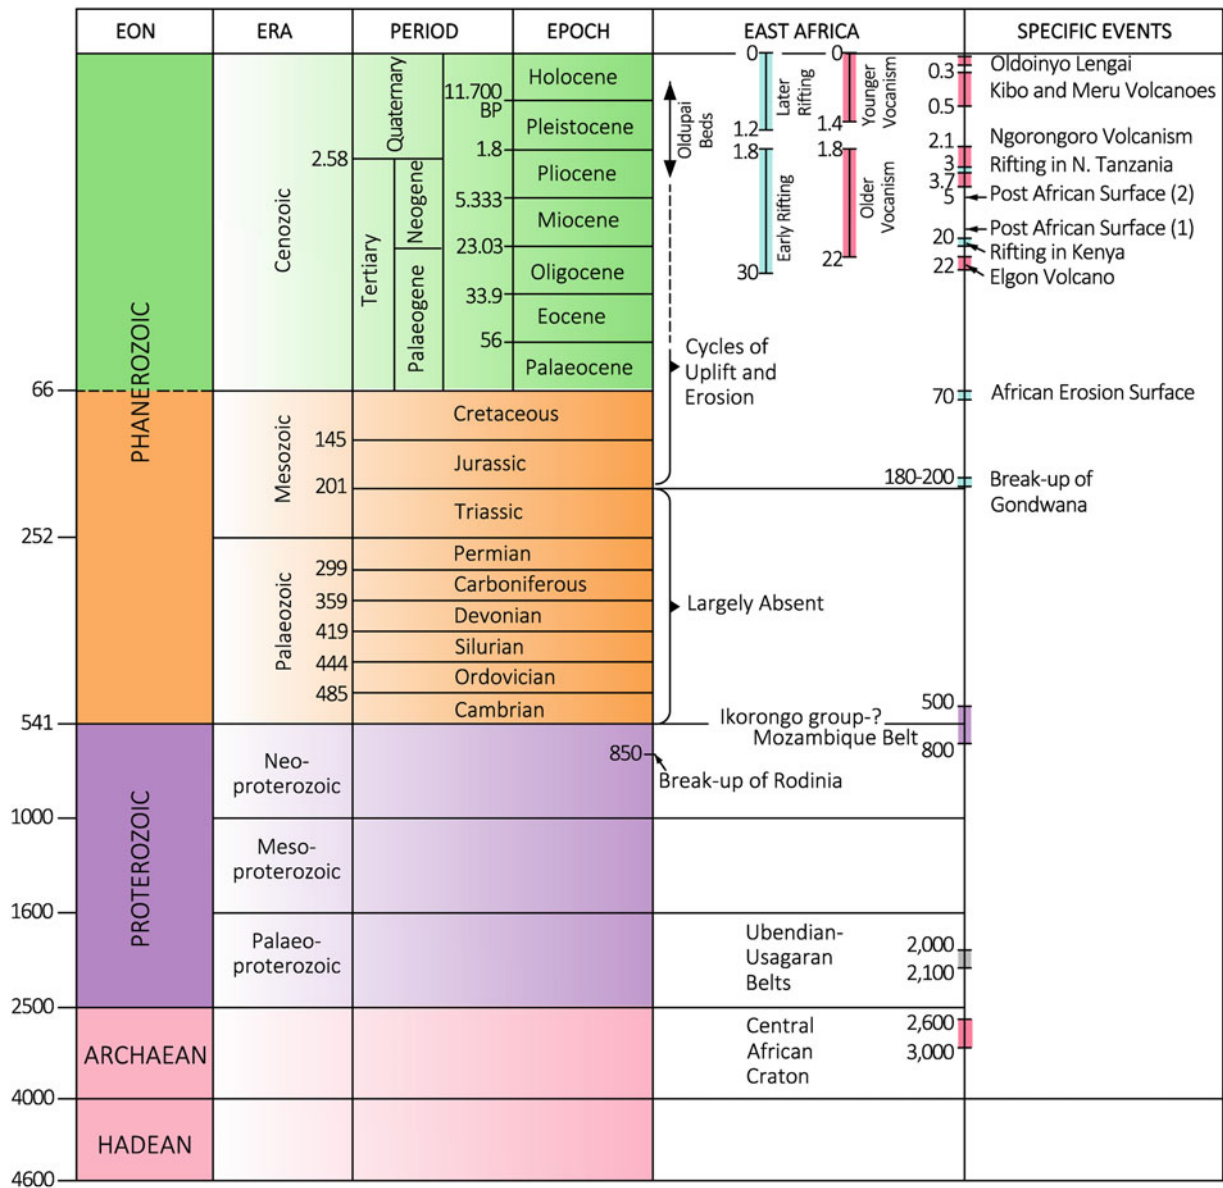 EON
ERA
PERIOD
EPOCH
EAST AFRICA
SPECIFIC EVENTS
PHANEROZOIC
PROTEROZOIC
ARCHAEAN
HADEAN
66
252
541
1000
1600
2500
4000
4600
Cenozoic
Mesozoic
Palaeozoic
Neo-
proterozoic
Meso-
proterozoic
Palaeo-
proterozoic
2.58
145
201
299
359
419
444
485
Quaternary
Tertiary
Neogene
Palaeogene
11.700
BP
1.8
5.333
23.03
33.9
56
Holocene
Pleistocene
Pliocene
Miocene
Oligocene
Eocene
Palaeocene
Cretaceous
Jurassic
Triassic
Permian
Carboniferous
Devonian
Silurian
Ordovician
Cambrian
850
Oldupai
Beds
0
Later
Rifting
1.2
1.8
Early Rifting
30
0
Younger
Vocanism
1.4
1.8
Older
Vocanism
22
Cycles of
Uplift and
Erosion
Largely Absent
Ikorongo group-?
Mozambique Belt
Break-up of Rodinia
Ubendian-
Usagaran
Belts
Central
African
Craton
0.3
0.5
2.1
3
3.7
5
20
22
70
180-200
500
800
2,000
2,100
2,600
3,000
Oldoinyo Lengai
Kibo and Meru Volcanoes
Ngorongoro Volcanism
Rifting in N. Tanzania
Post African Surface (2)
Post African Surface (1)
Rifting in Kenya
Elgon Volcano
African Erosion Surface
Break-up of
Gondwana